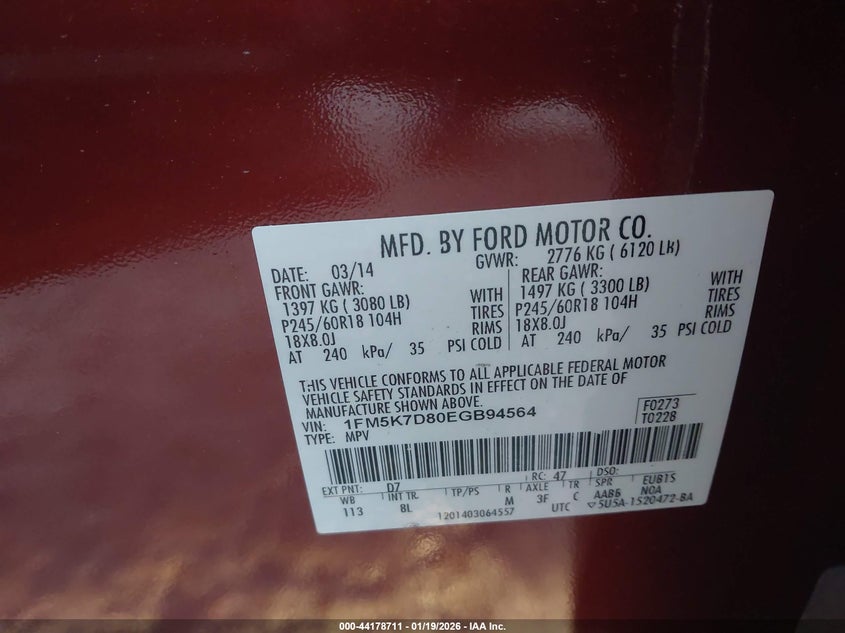 MFD. BY FORD MOTOR CO.
DATE: 03/14 GVWR: 2776 KG ( 6120 LB)
FRONT GAWR: REAR GAWR:
1397 KG ( 3080 LB) WITH 1497 KG ( 3300 LB) WITH
P245/60R18 104H TIRES P245/60R18 104H TIRES
18X8.0J RIMS 18X8.0J RIMS
AT 240 kPa/ 35 PSI COLD AT 240 kPa/ 35 PSI COLD
THIS VEHICLE CONFORMS TO ALL APPLICABLE FEDERAL MOTOR
VEHICLE SAFETY STANDARDS IN EFFECT ON THE DATE OF
MANUFACTURE SHOWN ABOVE.
VIN: 1FM5K7D80EGB94564 F0273
TYPE: MPV T0228
EXT PNT: D7 RC: 47 DSO:
WB INT TR. TP/PS R AXLE TR SPR EUB1S
113 8L M 3F C AABB NOA
1201403064557 UTC ▽5U5A-1520472-BA
000-44178711 - 01/19/2026 - IAA Inc.